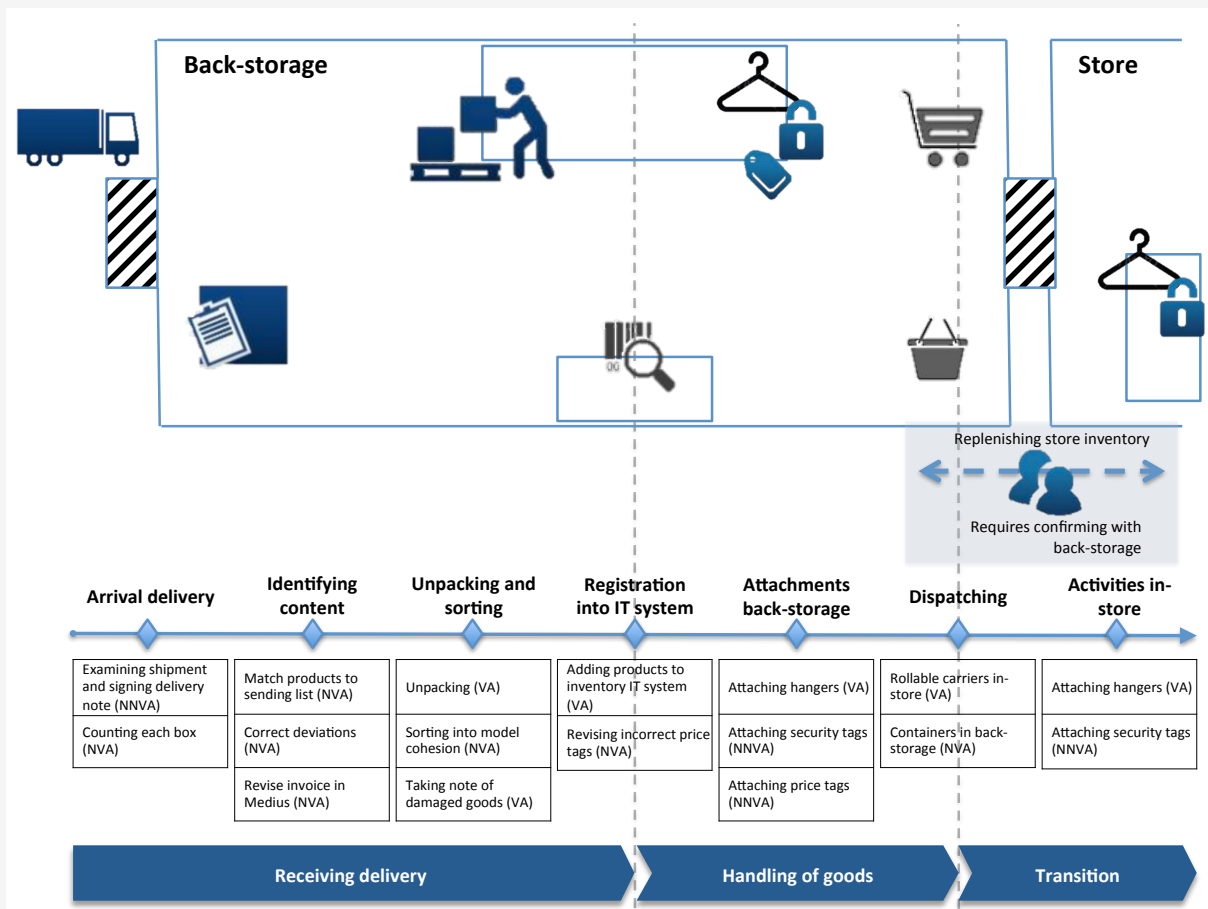 Back-storage
Store
00
Replenishing store inventory
Requires confirming with
back-storage
Arrival delivery
Identifying
content
Unpacking and
sorting
Registration
into IT system
Attachments
back-storage
Dispatching
Activities in-
store
Examining shipment
and signing delivery
note (NNVA)
Counting each box
(NVA)
Match products to
sending list (NVA)
Correct deviations
(NVA)
Revise invoice in
Medius (NVA)
Unpacking (VA)
Sorting into model
cohesion (NVA)
Taking note of
damaged goods (VA)
Adding products to
inventory IT system
(VA)
Revising incorrect price
tags (NVA)
Attaching hangers (VA)
Attaching security tags
(NNVA)
Attaching price tags
(NNVA)
Rollable carriers in-
store (VA)
Containers in back-
storage (NVA)
Attaching hangers (VA)
Attaching security tags
(NNVA)
Receiving delivery
Handling of goods
Transition